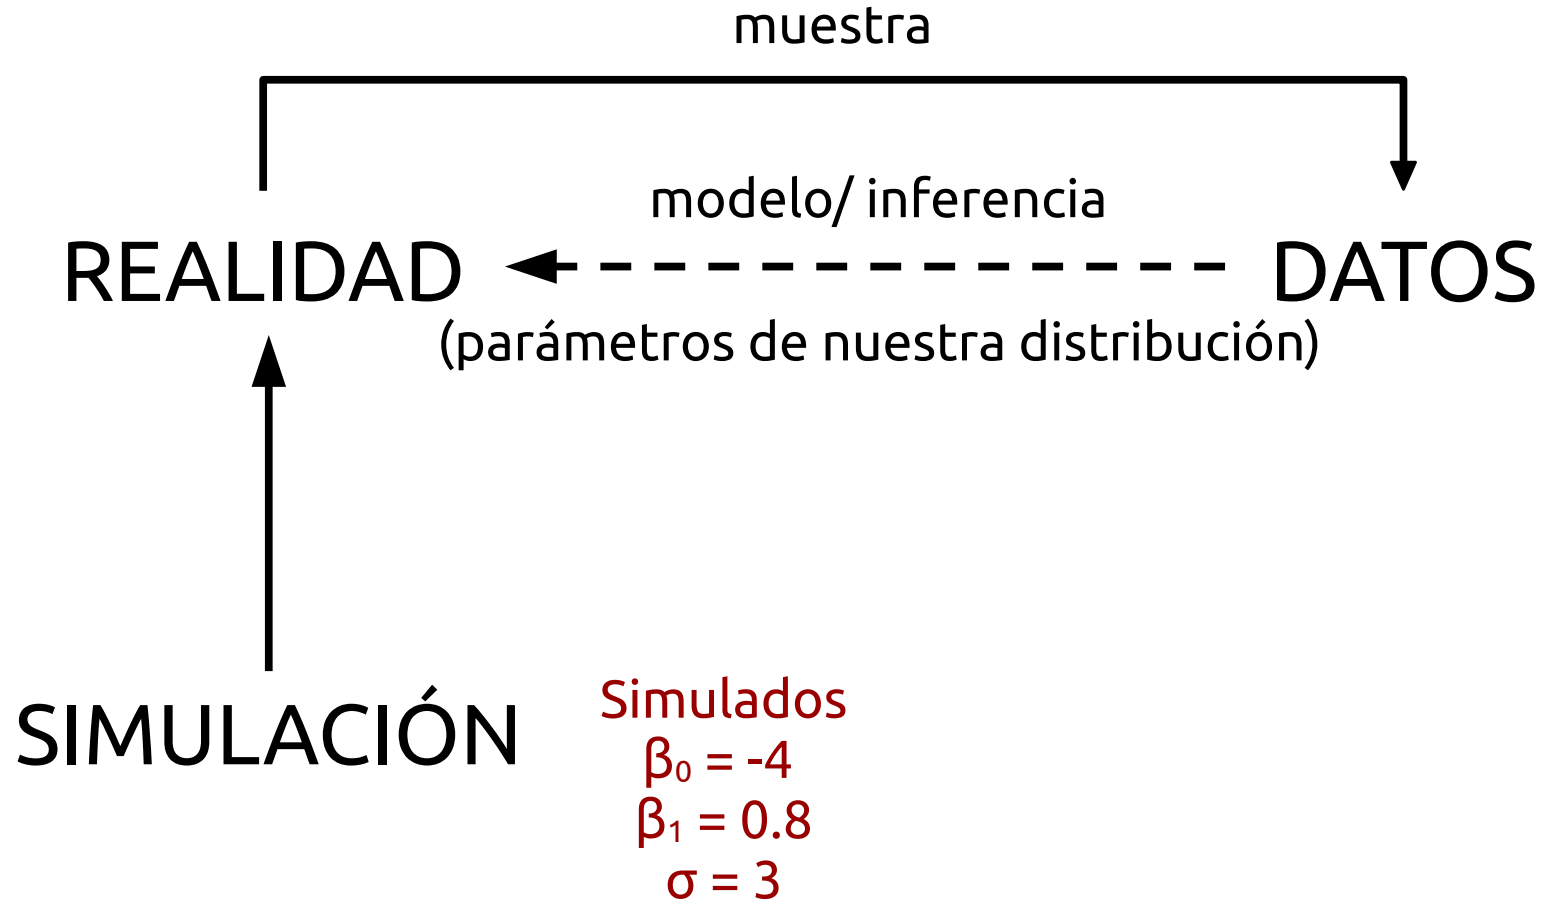 muestra
modelo/ inferencia
REALIDAD
DATOS
(parámetros de nuestra distribución)
SIMULACIÓN
Simulados
β₀ = -4
β₁ = 0.8
σ = 3